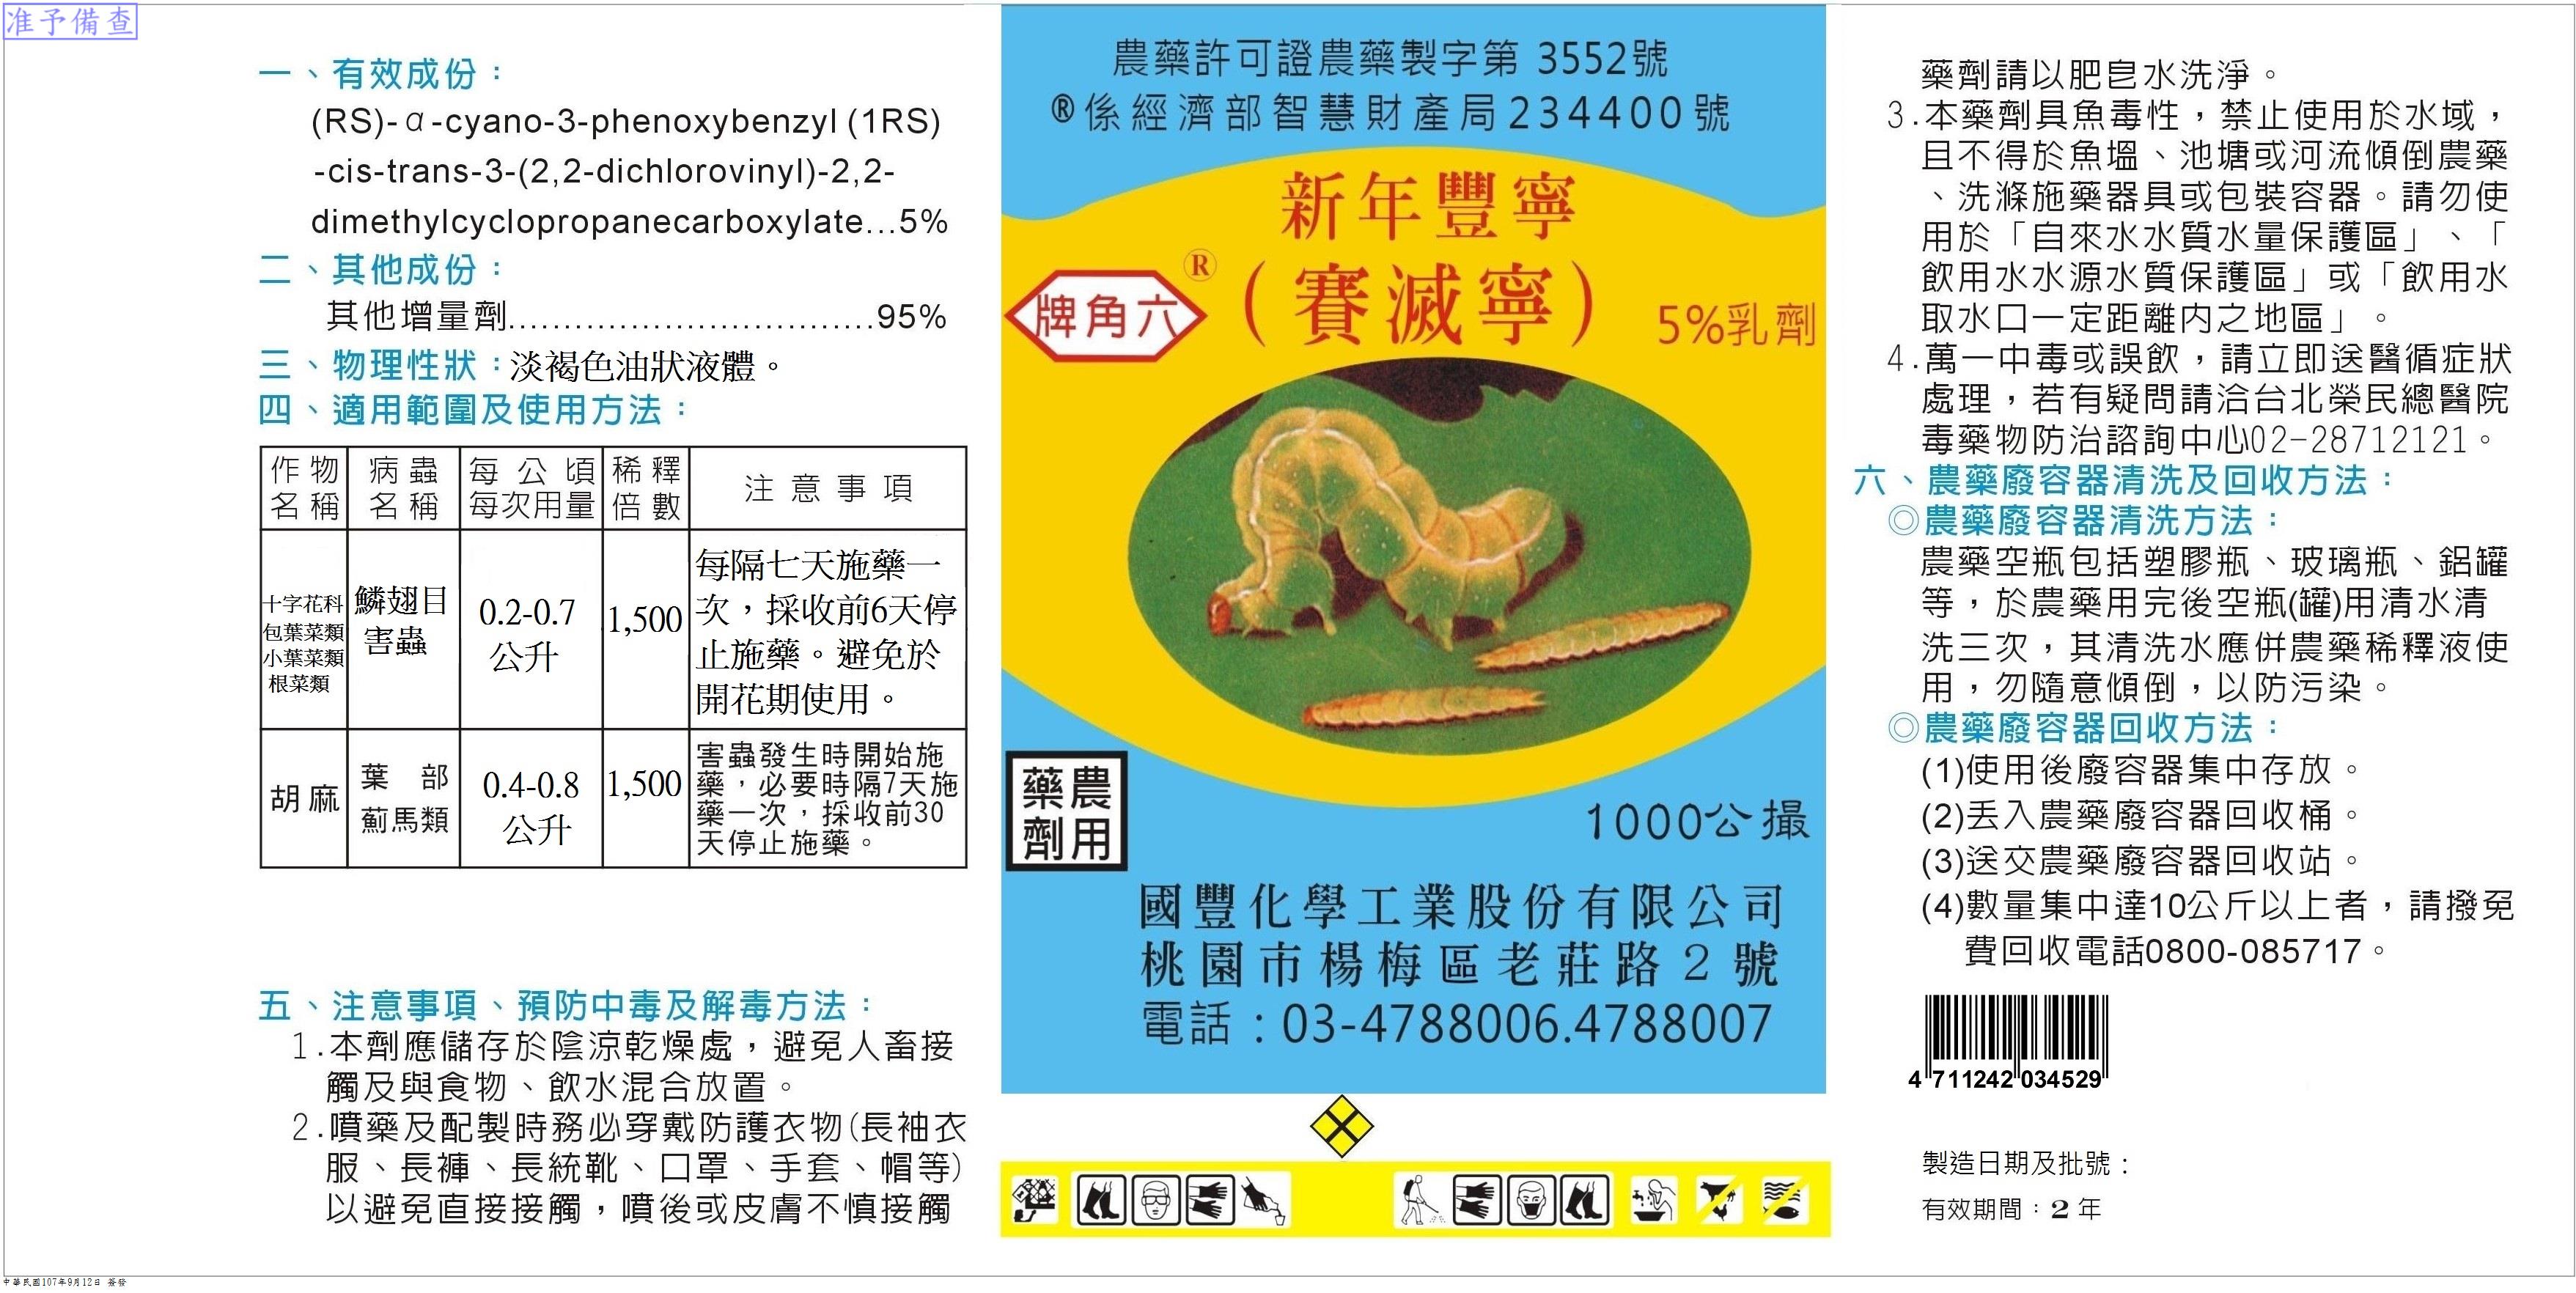 准予備查
一、有效成份：
(RS)-α-cyano-3-phenoxybenzyl (1RS)
-cis-trans-3-(2,2-dichlorovinyl)-2,2-
dimethylcyclopropanecarboxylate...5%
二、其他成份：
其他增量劑..................................95%
三、物理性狀：淡褐色油狀液體。
四、適用範圍及使用方法：
作物名稱 病蟲名稱 每公頃每次用量 稀釋倍數 注意事項
十字花科
包葉菜類
小葉菜類
根菜類
鱗翅目
害蟲
0.2-0.7
公升
1,500
每隔七天施藥一
次，採收前6天停
止施藥。避免於
開花期使用。
胡麻
葉部
薊馬類
0.4-0.8
公升
1,500
害蟲發生時開始施
藥，必要時隔7天施
藥一次，採收前30
天停止施藥。
五、注意事項、預防中毒及解毒方法：
1.本劑應儲存於陰涼乾燥處，避免人畜接
觸及與食物、飲水混合放置。
2.噴藥及配製時務必穿戴防護衣物(長袖衣
服、長褲、長統靴、口罩、手套、帽等)
以避免直接接觸，噴後或皮膚不慎接觸
農藥許可證農藥製字第 3552號
®係經濟部智慧財產局234400號
新年豐寧
（賽滅寧）
5%乳劑
牌角六
®
農用
藥劑
1000公撮
國豐化學工業股份有限公司
桃園市楊梅區老莊路２號
電話：03-4788006.4788007
藥劑請以肥皂水洗淨。
3.本藥劑具魚毒性，禁止使用於水域，
且不得於魚塭、池塘或河流傾倒農藥
、洗滌施藥器具或包裝容器。請勿使
用於「自來水水質水量保護區」、「
飲用水水源水質保護區」或「飲用水
取水口一定距離內之地區」。
4.萬一中毒或誤飲，請立即送醫循症狀
處理，若有疑問請洽台北榮民總醫院
毒藥物防治諮詢中心02-28712121。
六、農藥廢容器清洗及回收方法：
◎農藥廢容器清洗方法：
農藥空瓶包括塑膠瓶、玻璃瓶、鋁罐
等，於農藥用完後空瓶(罐)用清水清
洗三次，其清洗水應併農藥稀釋液使
用，勿隨意傾倒，以防污染。
◎農藥廢容器回收方法：
(1)使用後廢容器集中存放。
(2)丟入農藥廢容器回收桶。
(3)送交農藥廢容器回收站。
(4)數量集中達10公斤以上者，請撥免
費回收電話0800-085717。
4 711242 034529
製造日期及批號：
有效期間：2 年
中華民國107年9月12日 簽發